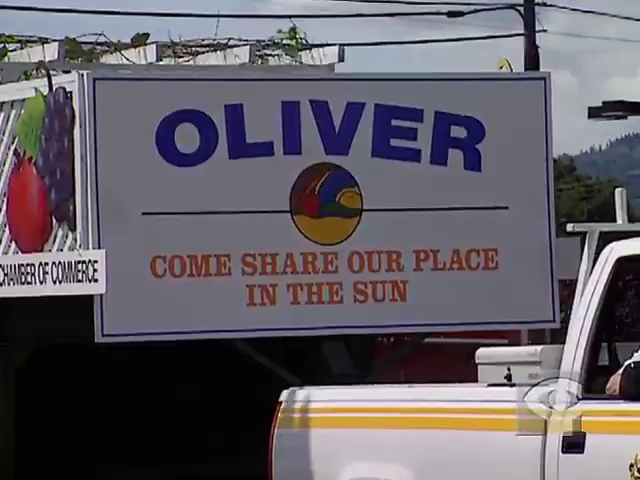 OLIVER
COME SHARE OUR PLACE
IN THE SUN
CHAMBER OF COMMERCE